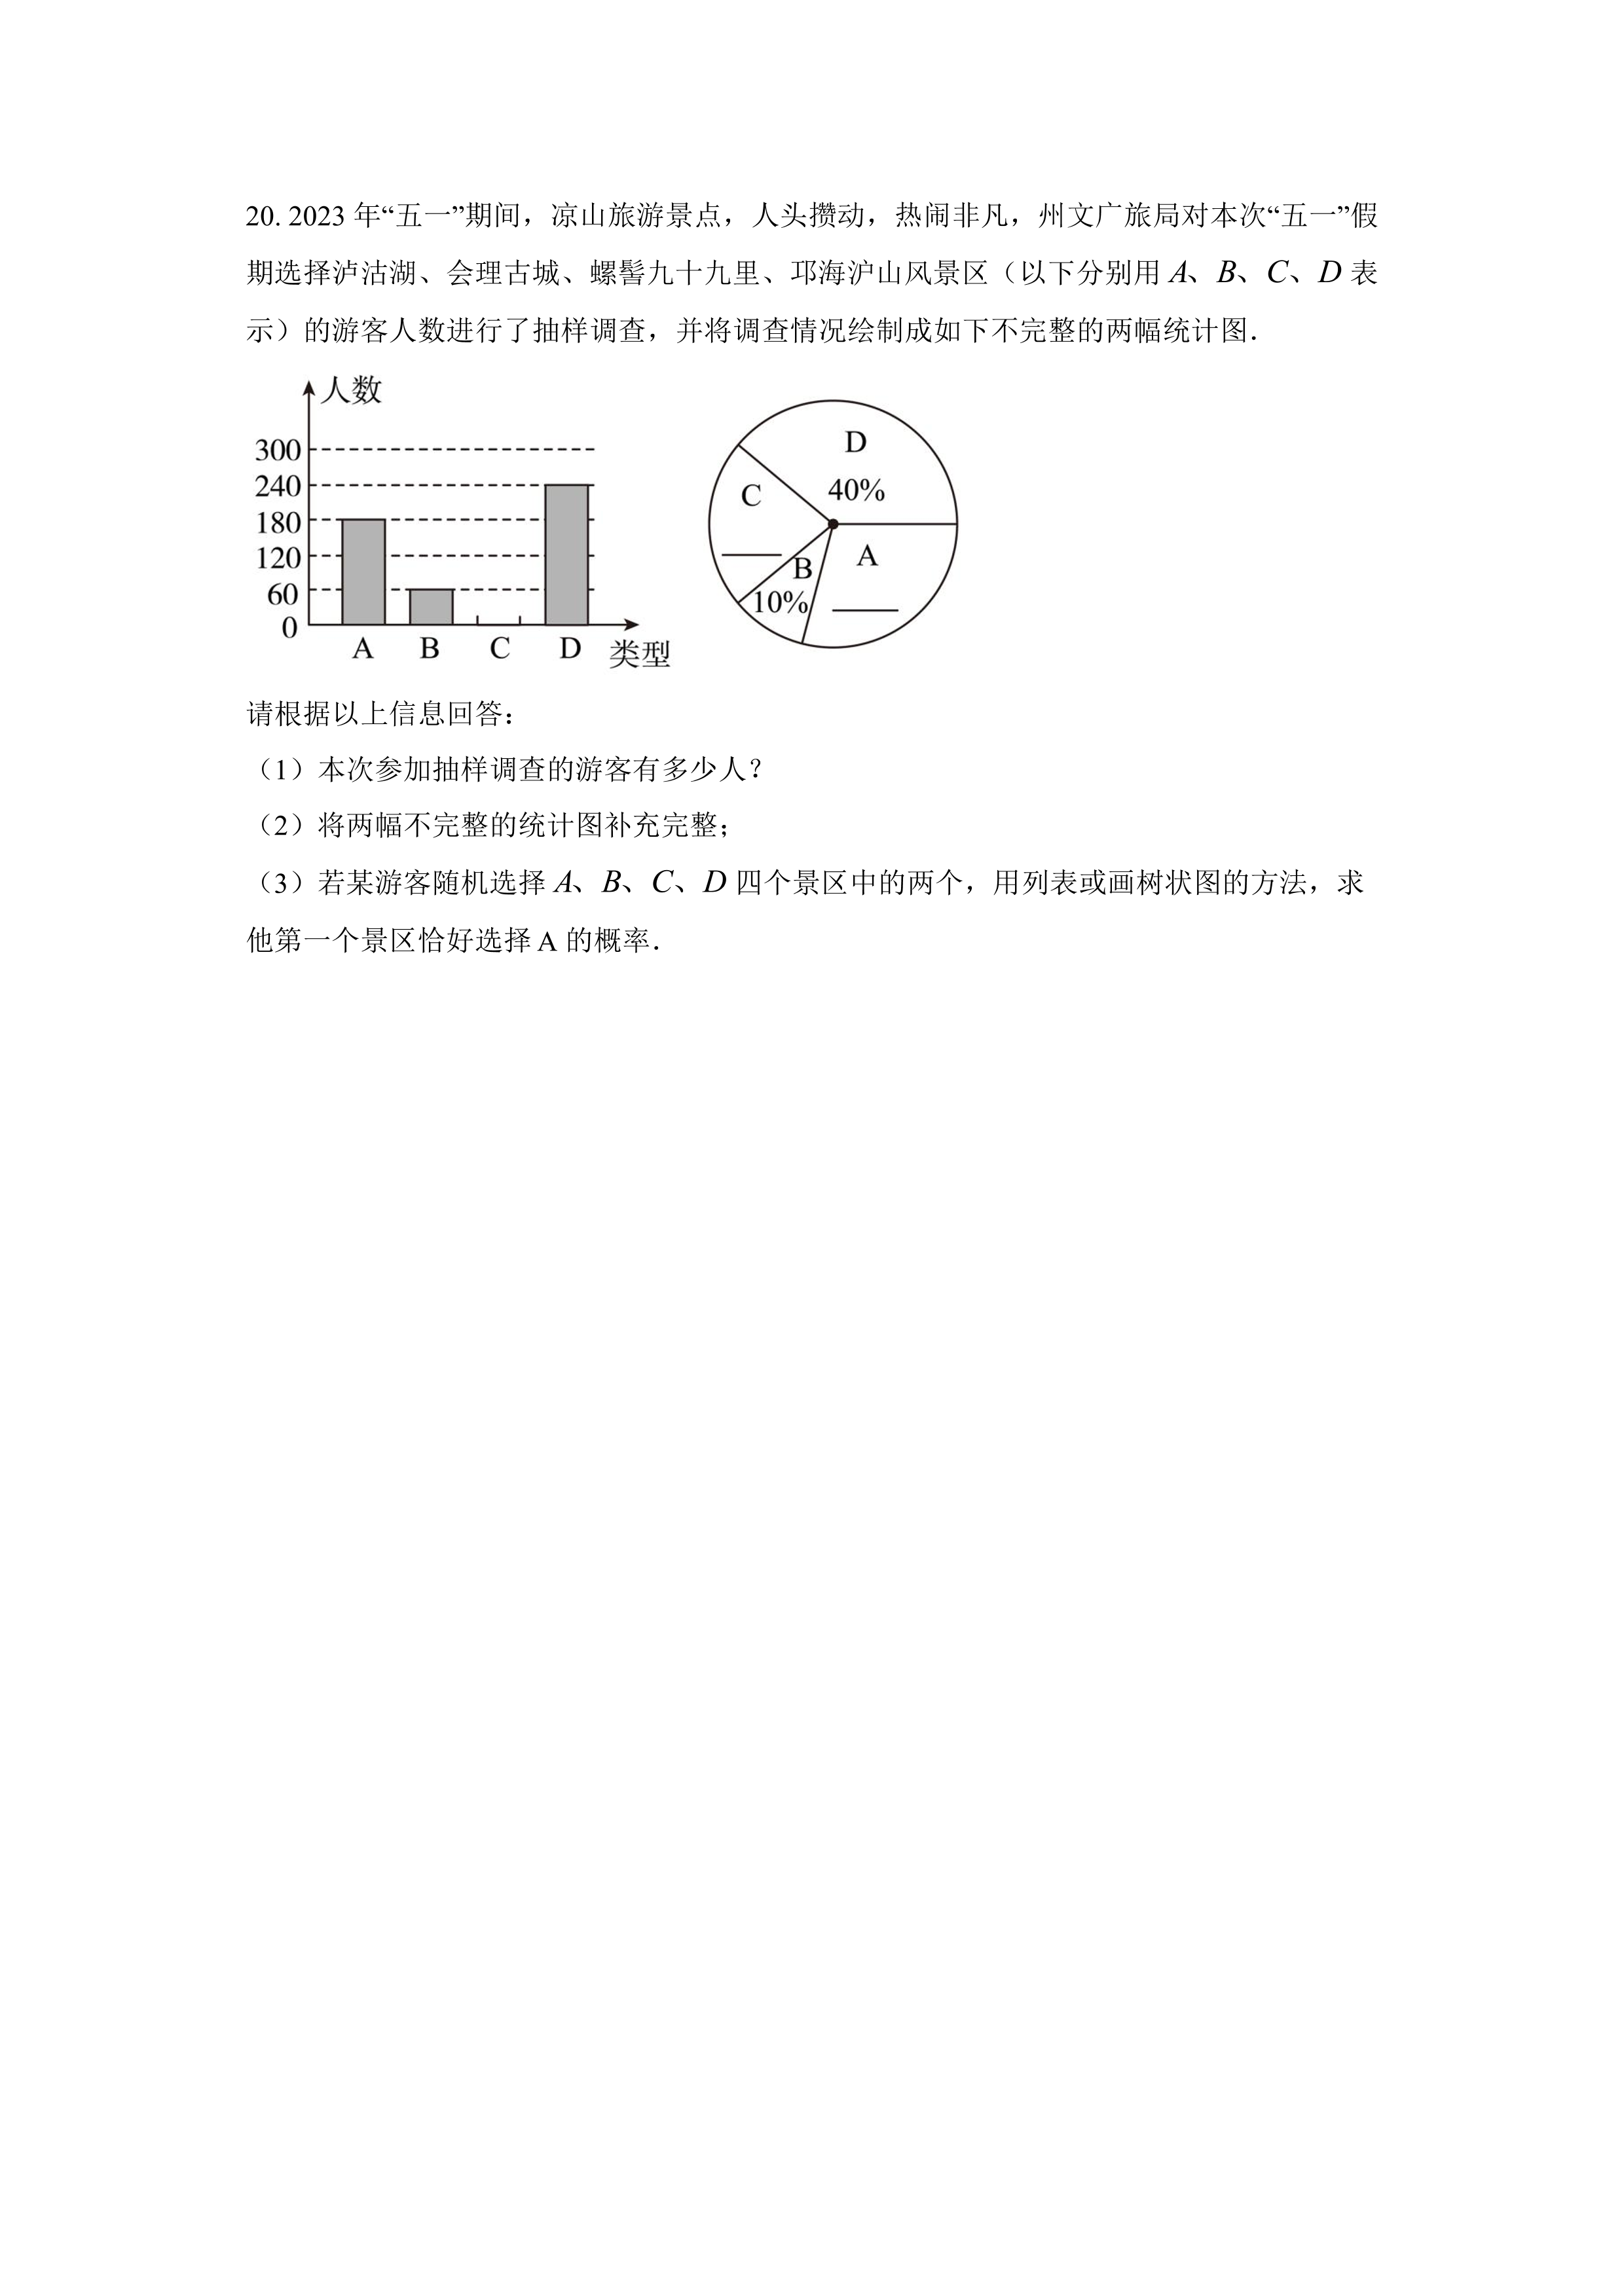 20. 2023 年“五一”期间，凉山旅游景点，人头攒动，热闹非凡，州文广旅局对本次“五一”假
期选择泸沽湖、会理古城、螺髻九十九里、邛海泸山风景区（以下分别用 A、B、C、D 表
示）的游客人数进行了抽样调查，并将调查情况绘制成如下不完整的两幅统计图．
人数
300
240
180
120
60
0
A B C D 类型
D
40%
C
B
10%
A
请根据以上信息回答：
（1）本次参加抽样调查的游客有多少人？
（2）将两幅不完整的统计图补充完整；
（3）若某游客随机选择 A、B、C、D 四个景区中的两个，用列表或画树状图的方法，求
他第一个景区恰好选择 A 的概率．